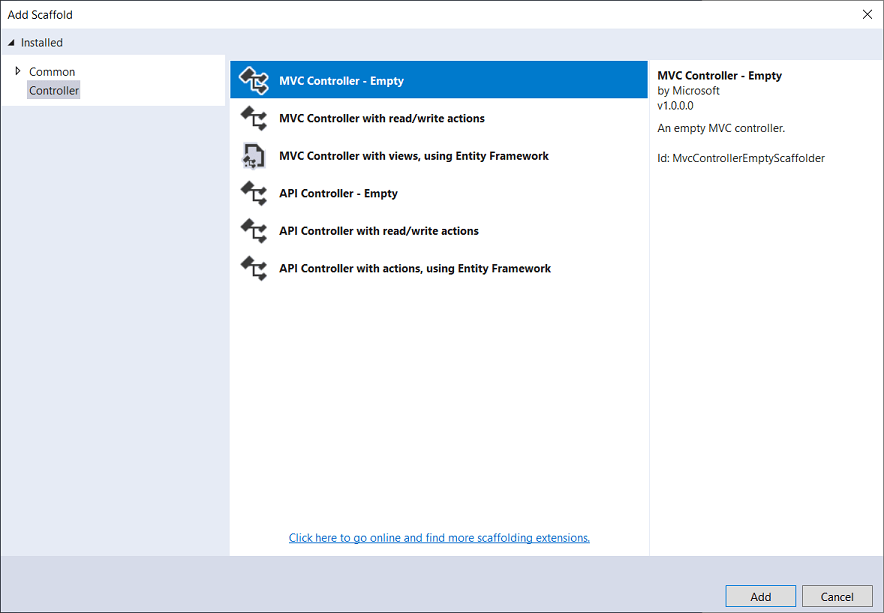 Add Scaffold
Installed
Common
Controller
MVC Controller - Empty
MVC Controller with read/write actions
MVC Controller with views, using Entity Framework
API Controller - Empty
API Controller with read/write actions
API Controller with actions, using Entity Framework
Click here to go online and find more scaffolding extensions.
MVC Controller - Empty
by Microsoft
v1.0.0.0
An empty MVC controller.
Id: MvcControllerEmptyScaffolder
Add
Cancel